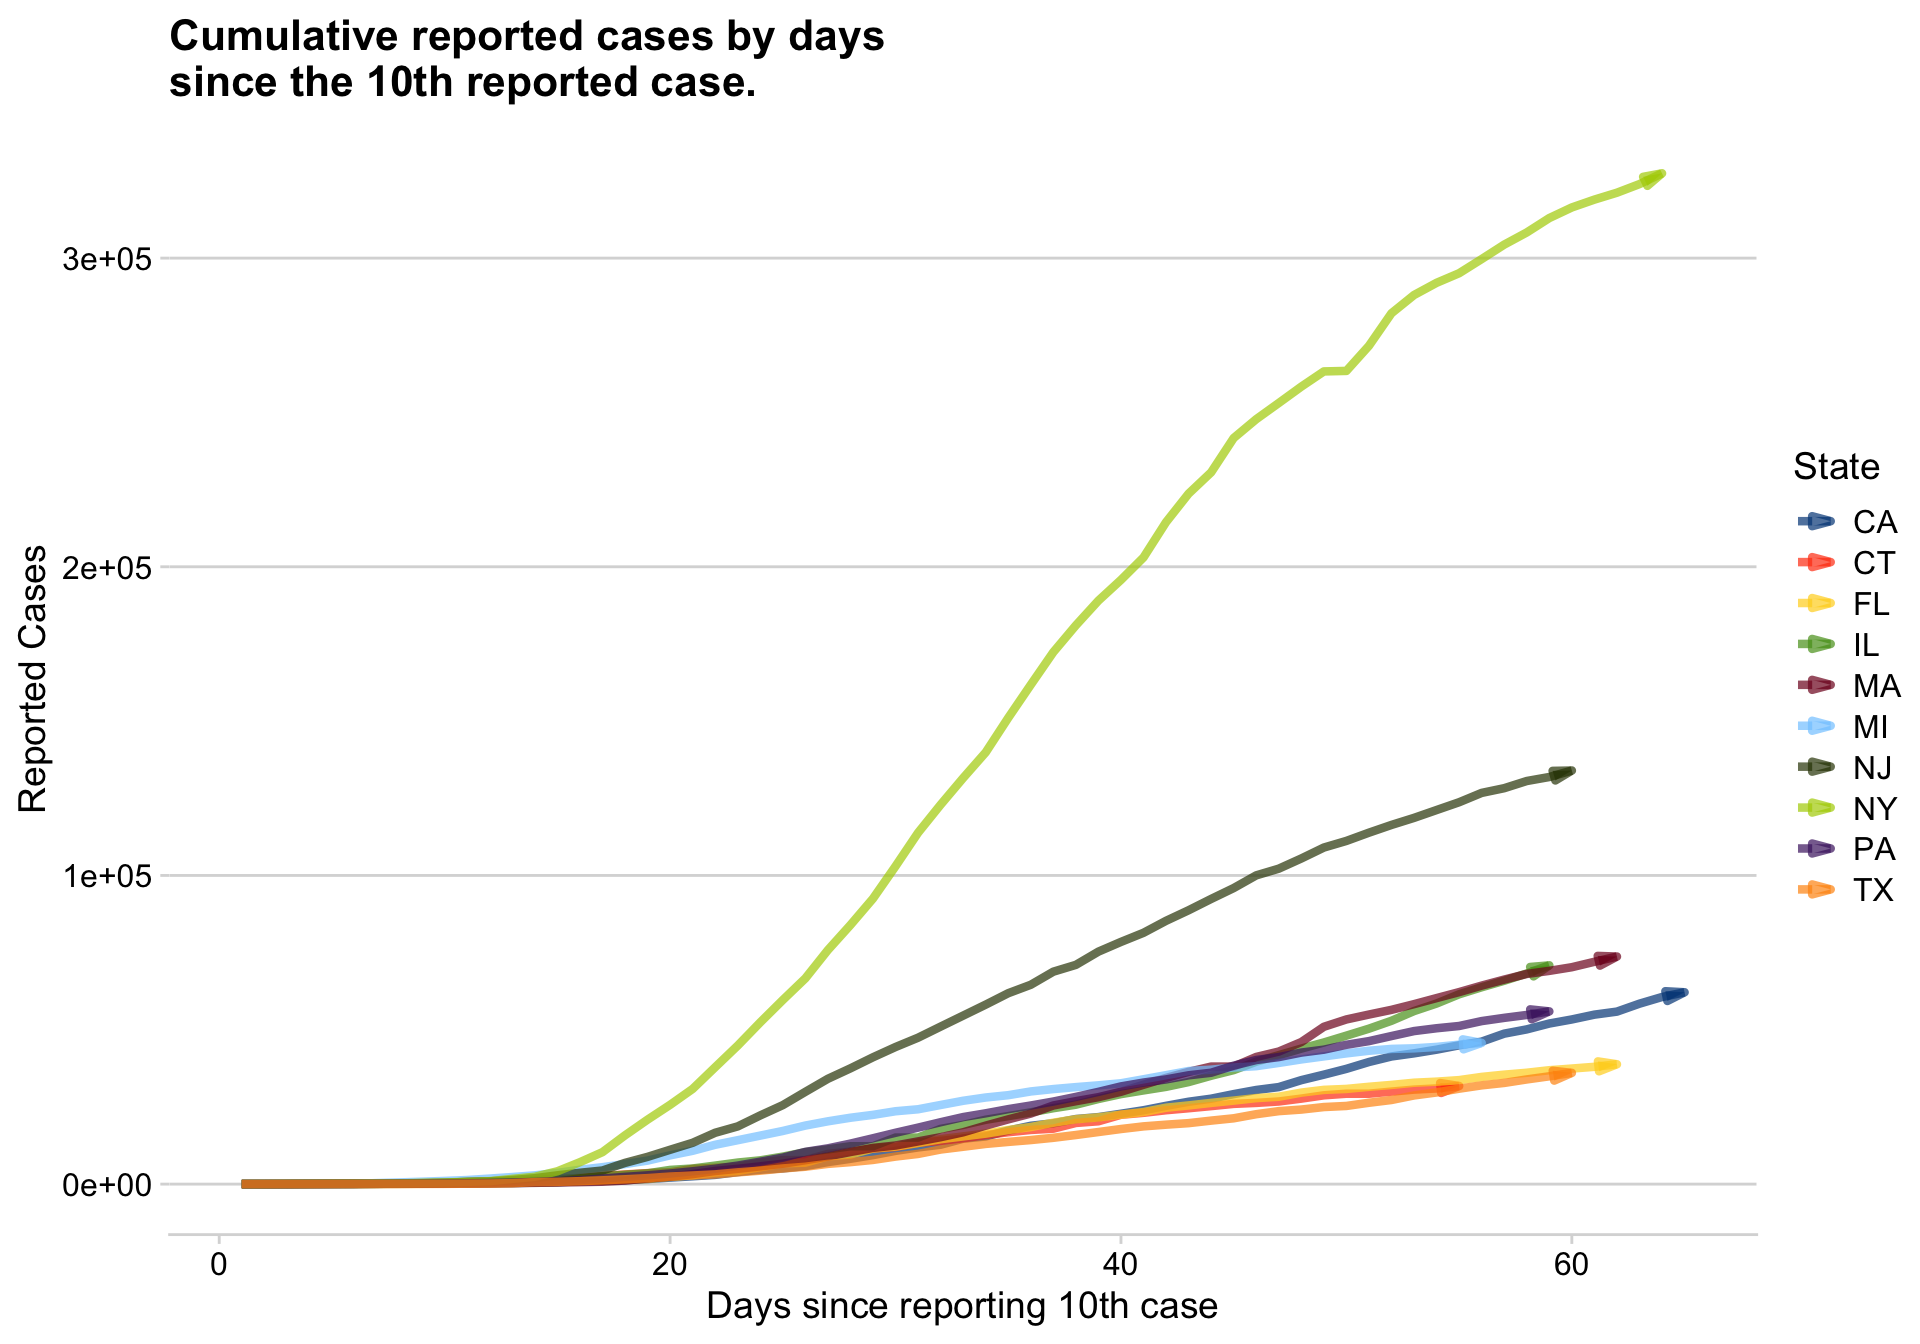 Cumulative reported cases by days
since the 10th reported case.
3e+05
2e+05
1e+05
0e+00
Reported Cases
0
20
40
60
Days since reporting 10th case
State
CA
CT
FL
IL
MA
MI
NJ
NY
PA
TX